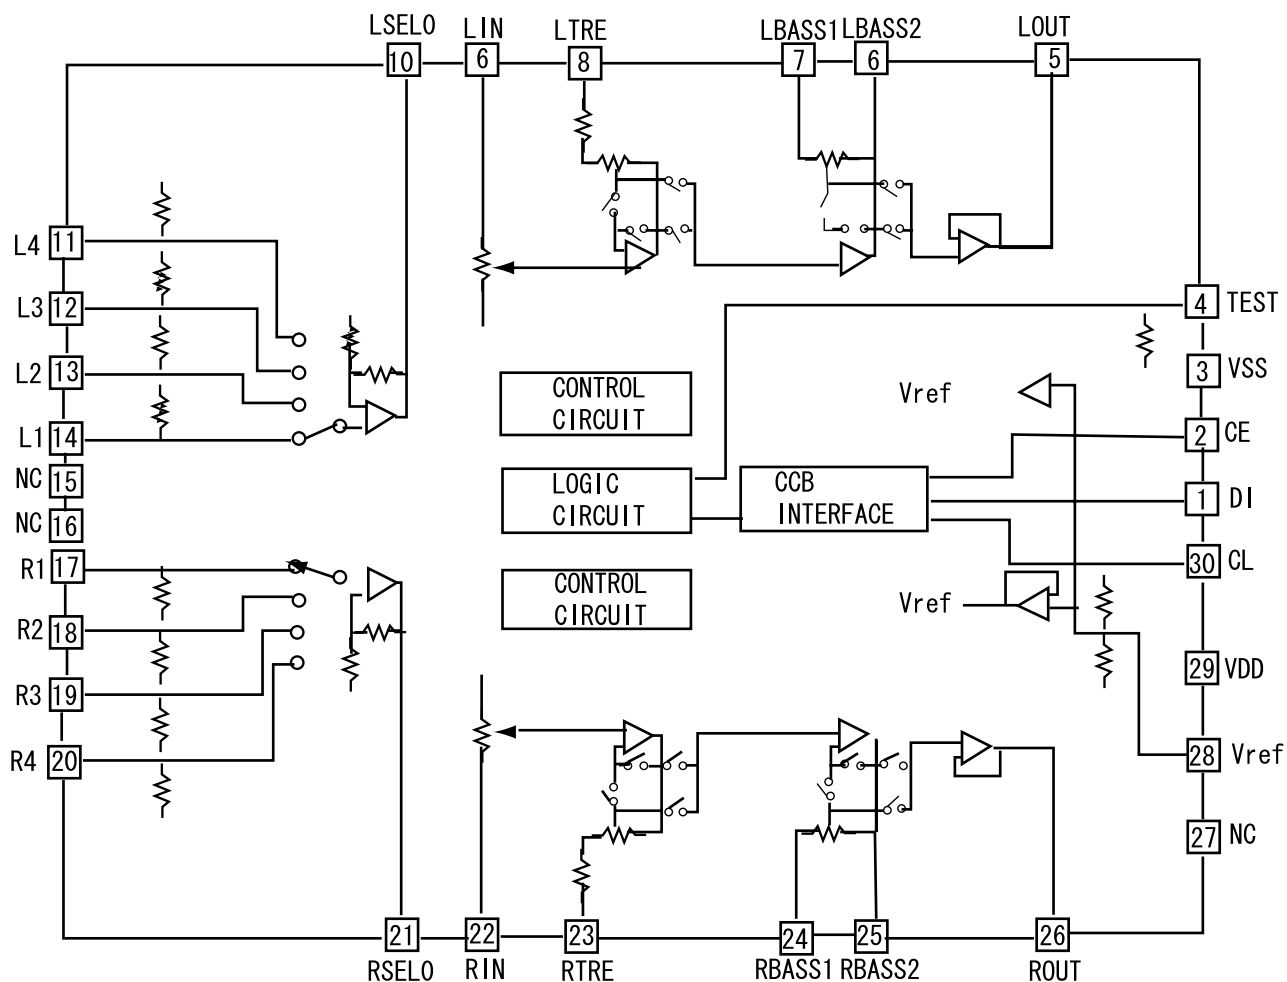 LSELO LIN LTRE LBASS1 LBASS2 LOUT
10 6 8 7 6 5
L4 11
L3 12 4 TEST
L2 13 CONTROL CIRCUIT Vref 3 VSS
L1 14 2 CE
NC 15 LOGIC CIRCUIT CCB INTERFACE 1 DI
NC 16
R1 17 CONTROL CIRCUIT Vref 30 CL
R2 18
R3 19 29 VDD
R4 20 28 Vref
27 NC
21 22 23 24 25 26
RSELO RIN RTRE RBASS1 RBASS2 ROUT